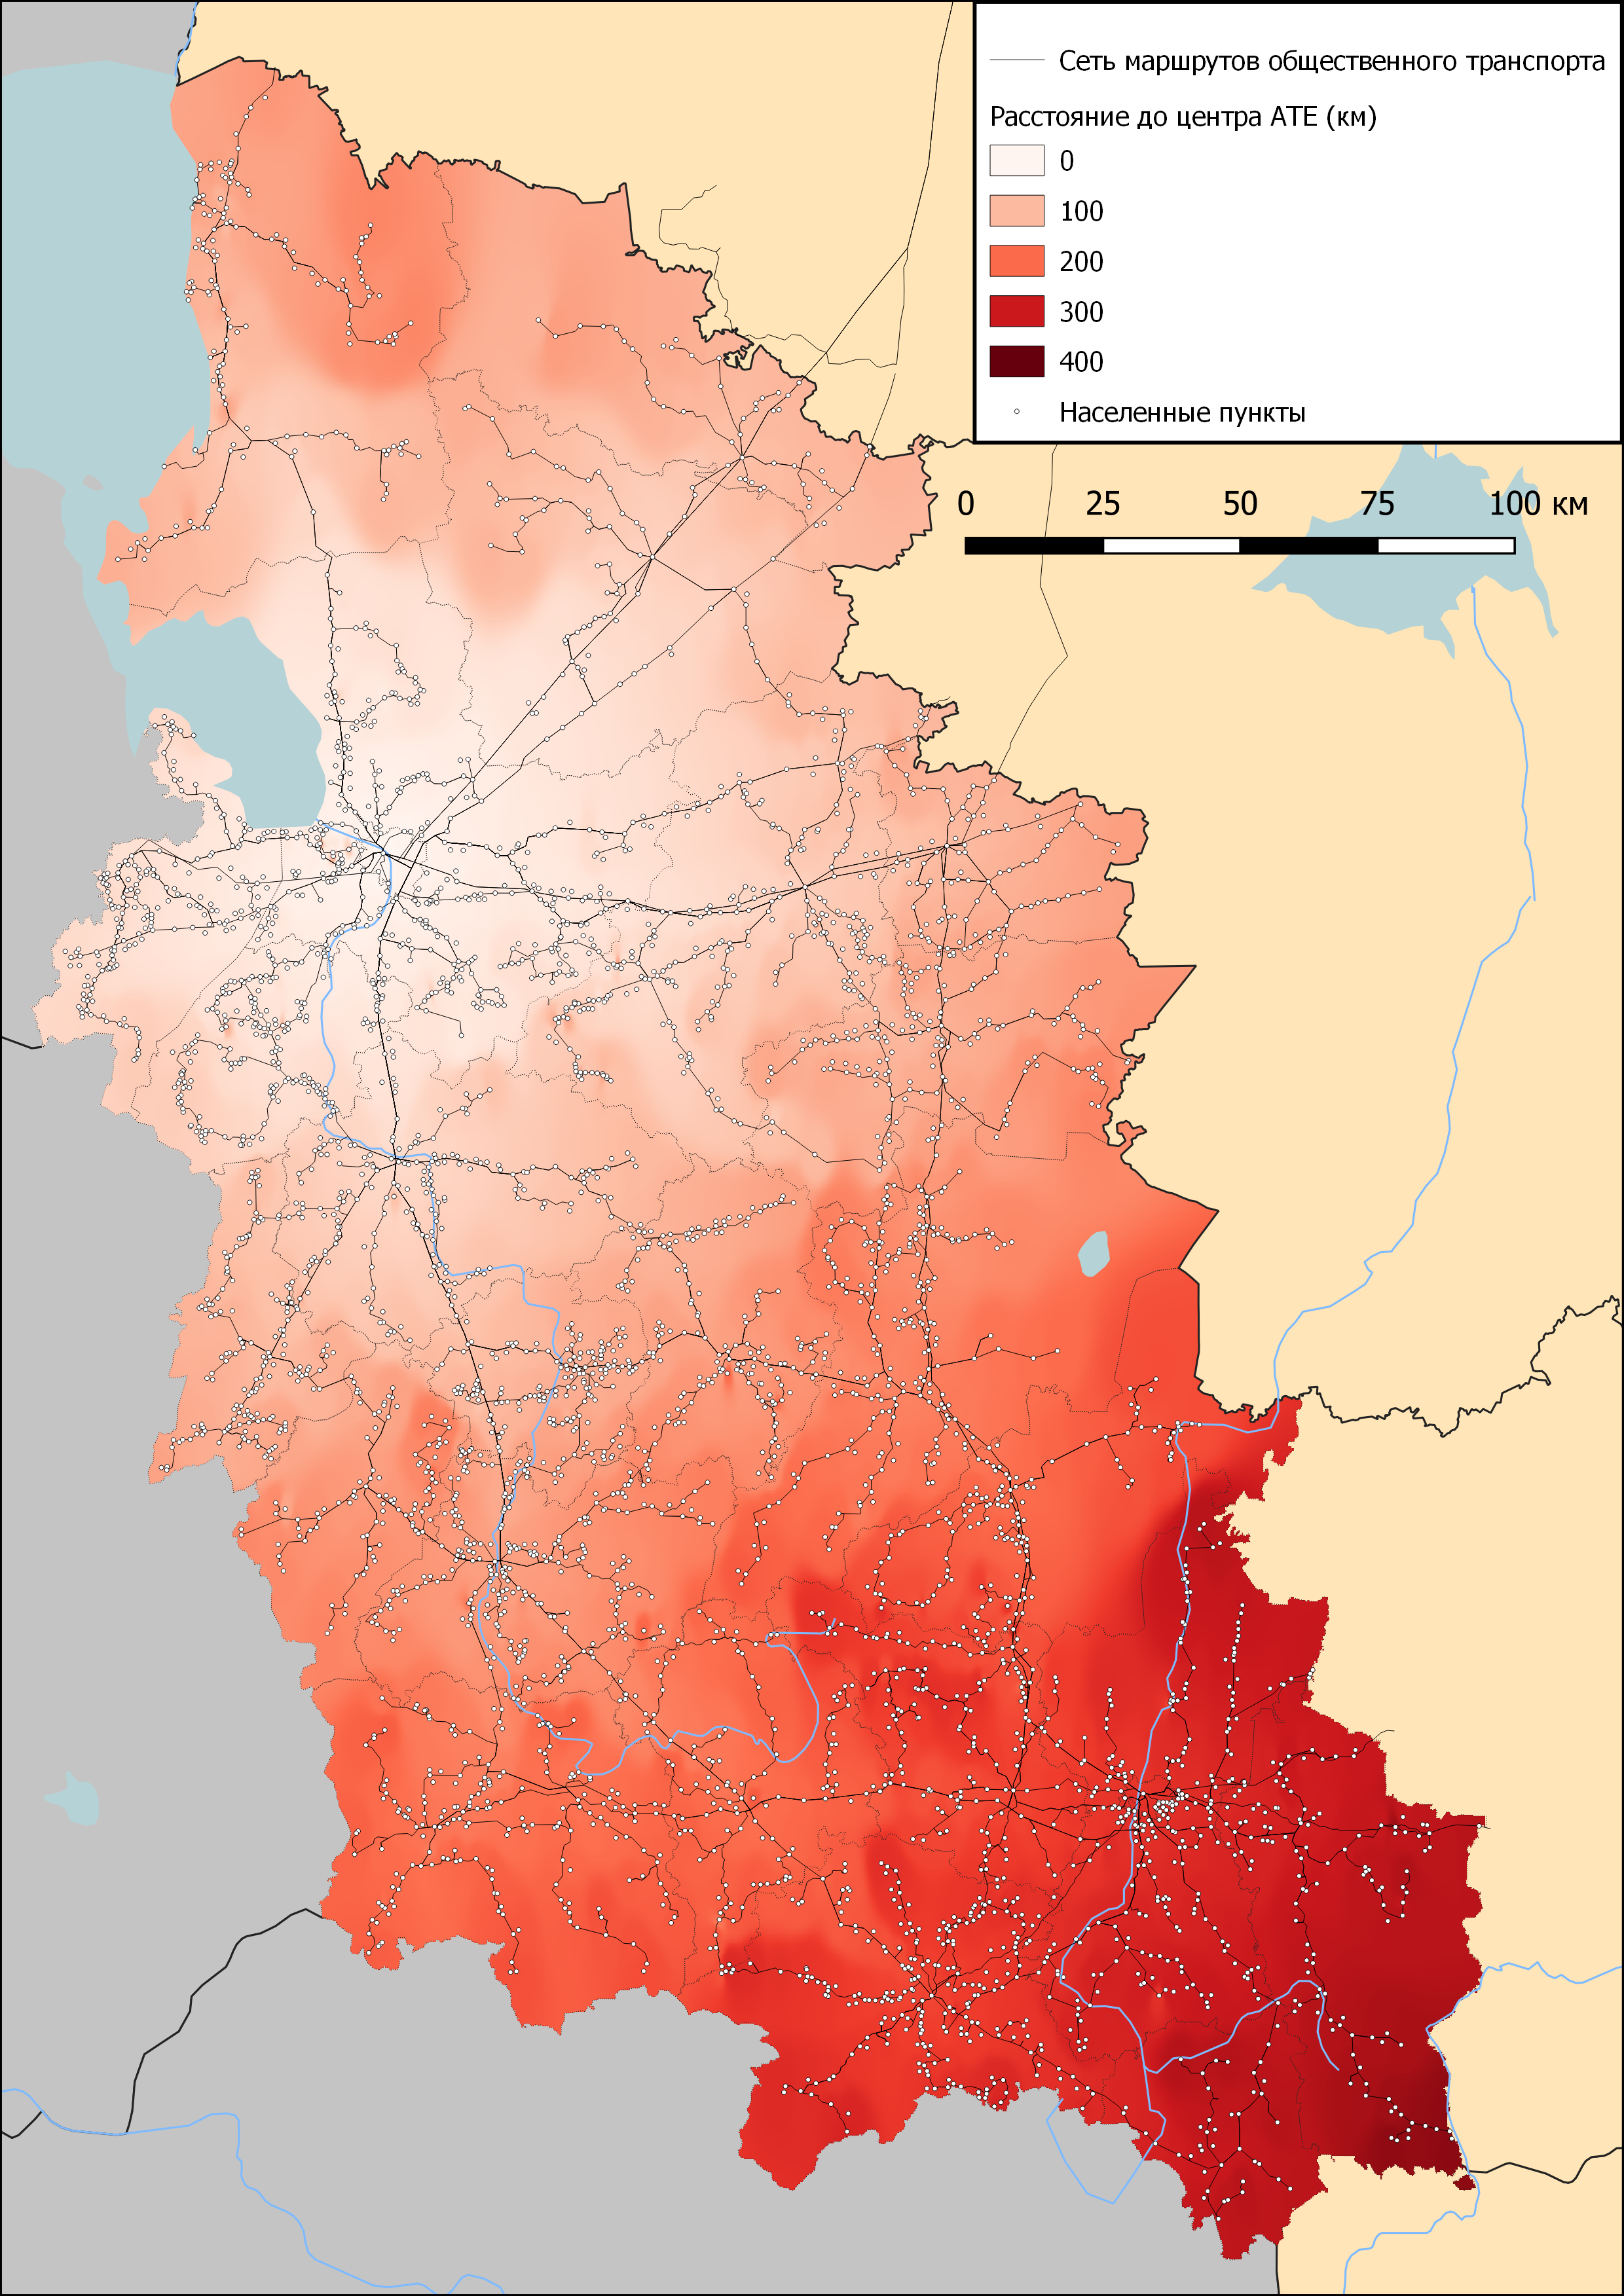 Сеть маршрутов общественного транспорта
Расстояние до центра АТЕ (км)
0
100
200
300
400
Населенные пункты
0 25 50 75 100 км